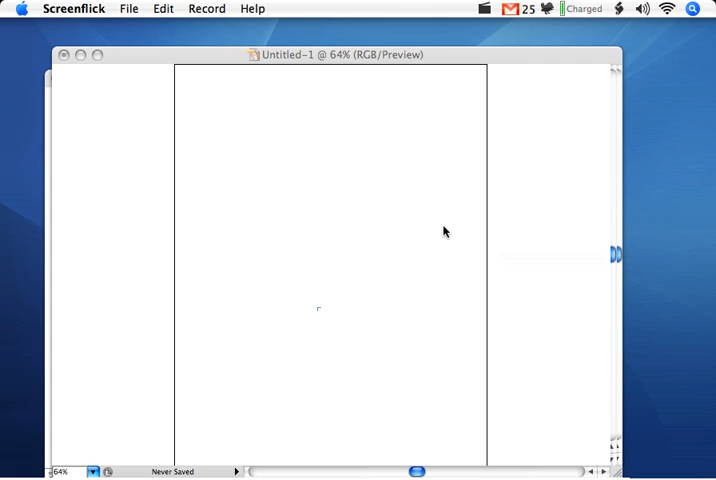 Screenflick File Edit Record Help 25 Charged
Untitled-1 @ 64% (RGB/Preview)
64% Never Saved